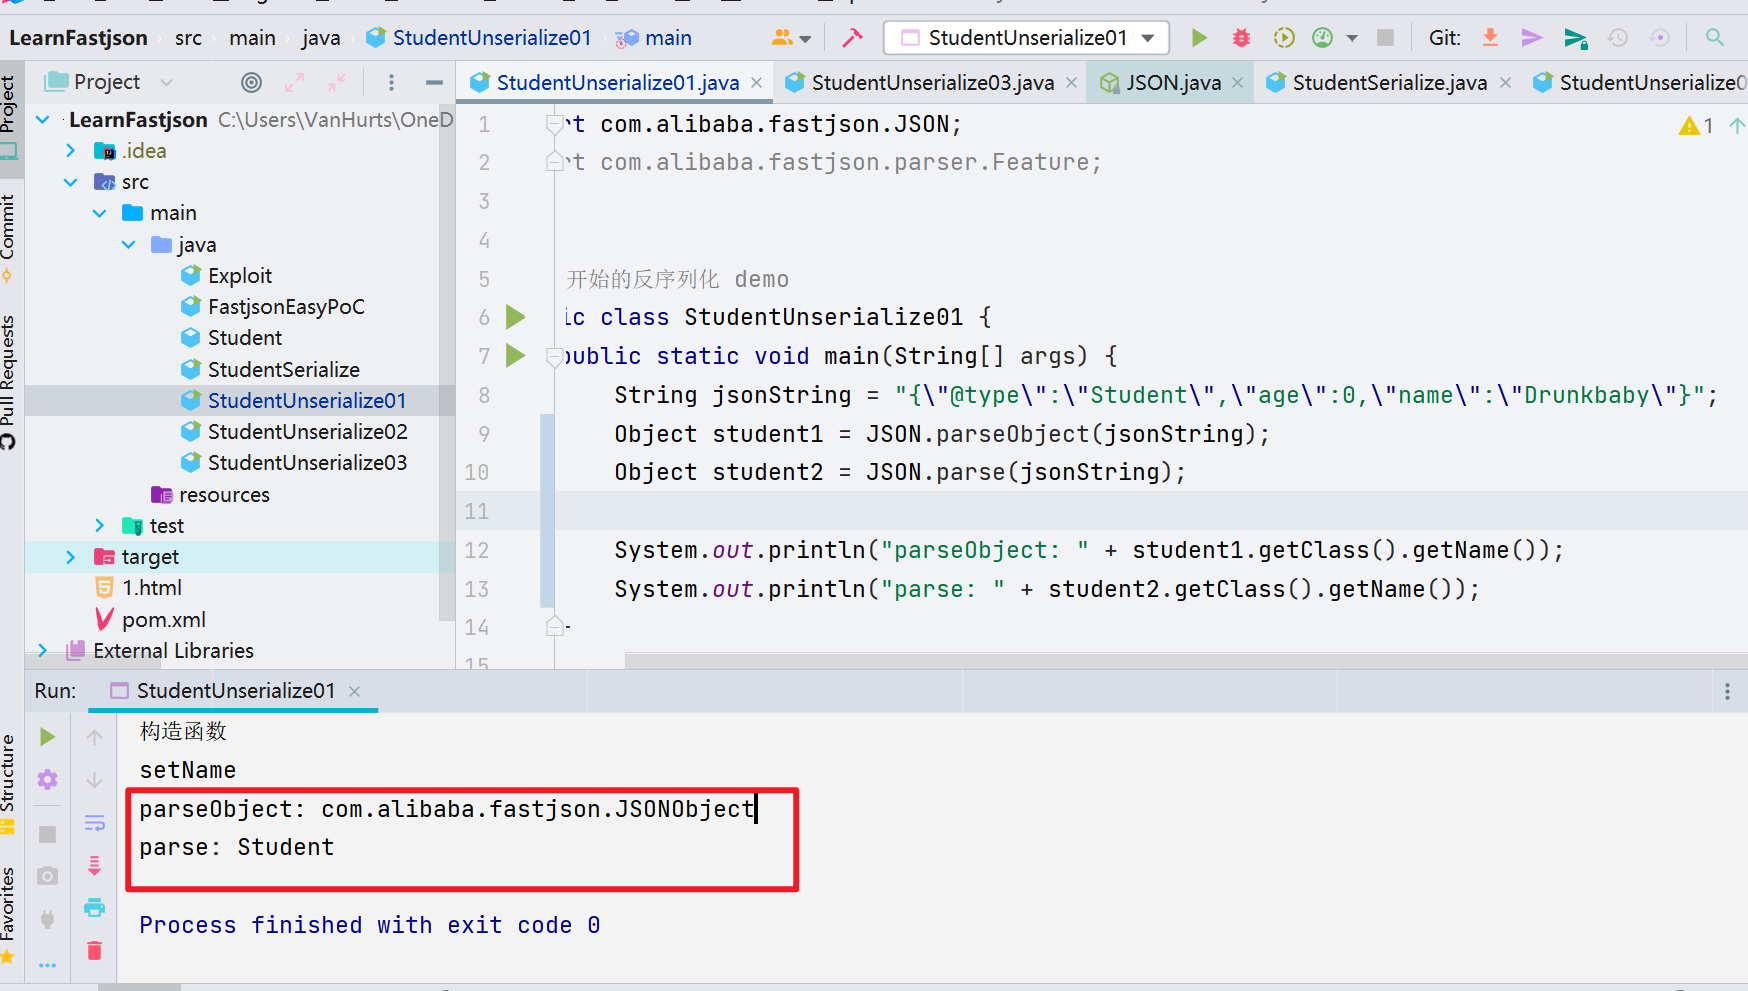 LearnFastjson src main java StudentUnserialize01 main StudentUnserialize01 Git:
Project
StudentUnserialize01.java StudentUnserialize03.java JSON.java StudentSerialize.java StudentUnserialize0
Project
Commit
Pull Requests
Structure
Favorites
LearnFastjson C:\Users\VanHurts\OneD
.idea
src
main
java
Exploit
FastjsonEasyPoC
Student
StudentSerialize
StudentUnserialize01
StudentUnserialize02
StudentUnserialize03
resources
test
target
1.html
pom.xml
External Libraries
1
1 rt com.alibaba.fastjson.JSON;
2 rt com.alibaba.fastjson.parser.Feature;
3
4
5 开始的反序列化 demo
6 ic class StudentUnserialize01 {
7 public static void main(String[] args) {
8 String jsonString = "{\"@type\":\"Student\",\"age\":0,\"name\":\"Drunkbaby\"}";
9 Object student1 = JSON.parseObject(jsonString);
10 Object student2 = JSON.parse(jsonString);
11
12 System.out.println("parseObject: " + student1.getClass().getName());
13 System.out.println("parse: " + student2.getClass().getName());
14
15
Run: StudentUnserialize01
构造函数
setName
parseObject: com.alibaba.fastjson.JSONObject
parse: Student
Process finished with exit code 0